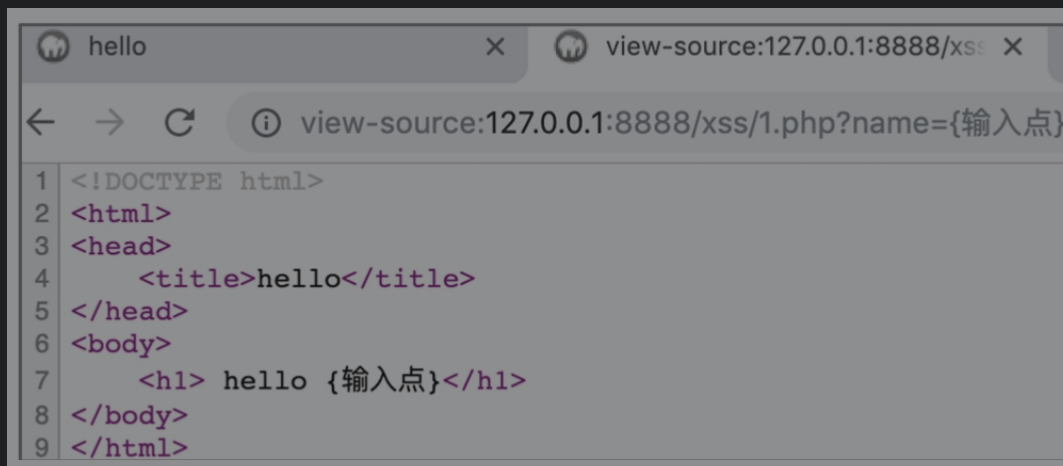 hello
view-source:127.0.0.1:8888/xss
view-source:127.0.0.1:8888/xss/1.php?name={输入点}
1 <!DOCTYPE html>
2 <html>
3 <head>
4 <title>hello</title>
5 </head>
6 <body>
7 <h1> hello {输入点}</h1>
8 </body>
9 </html>